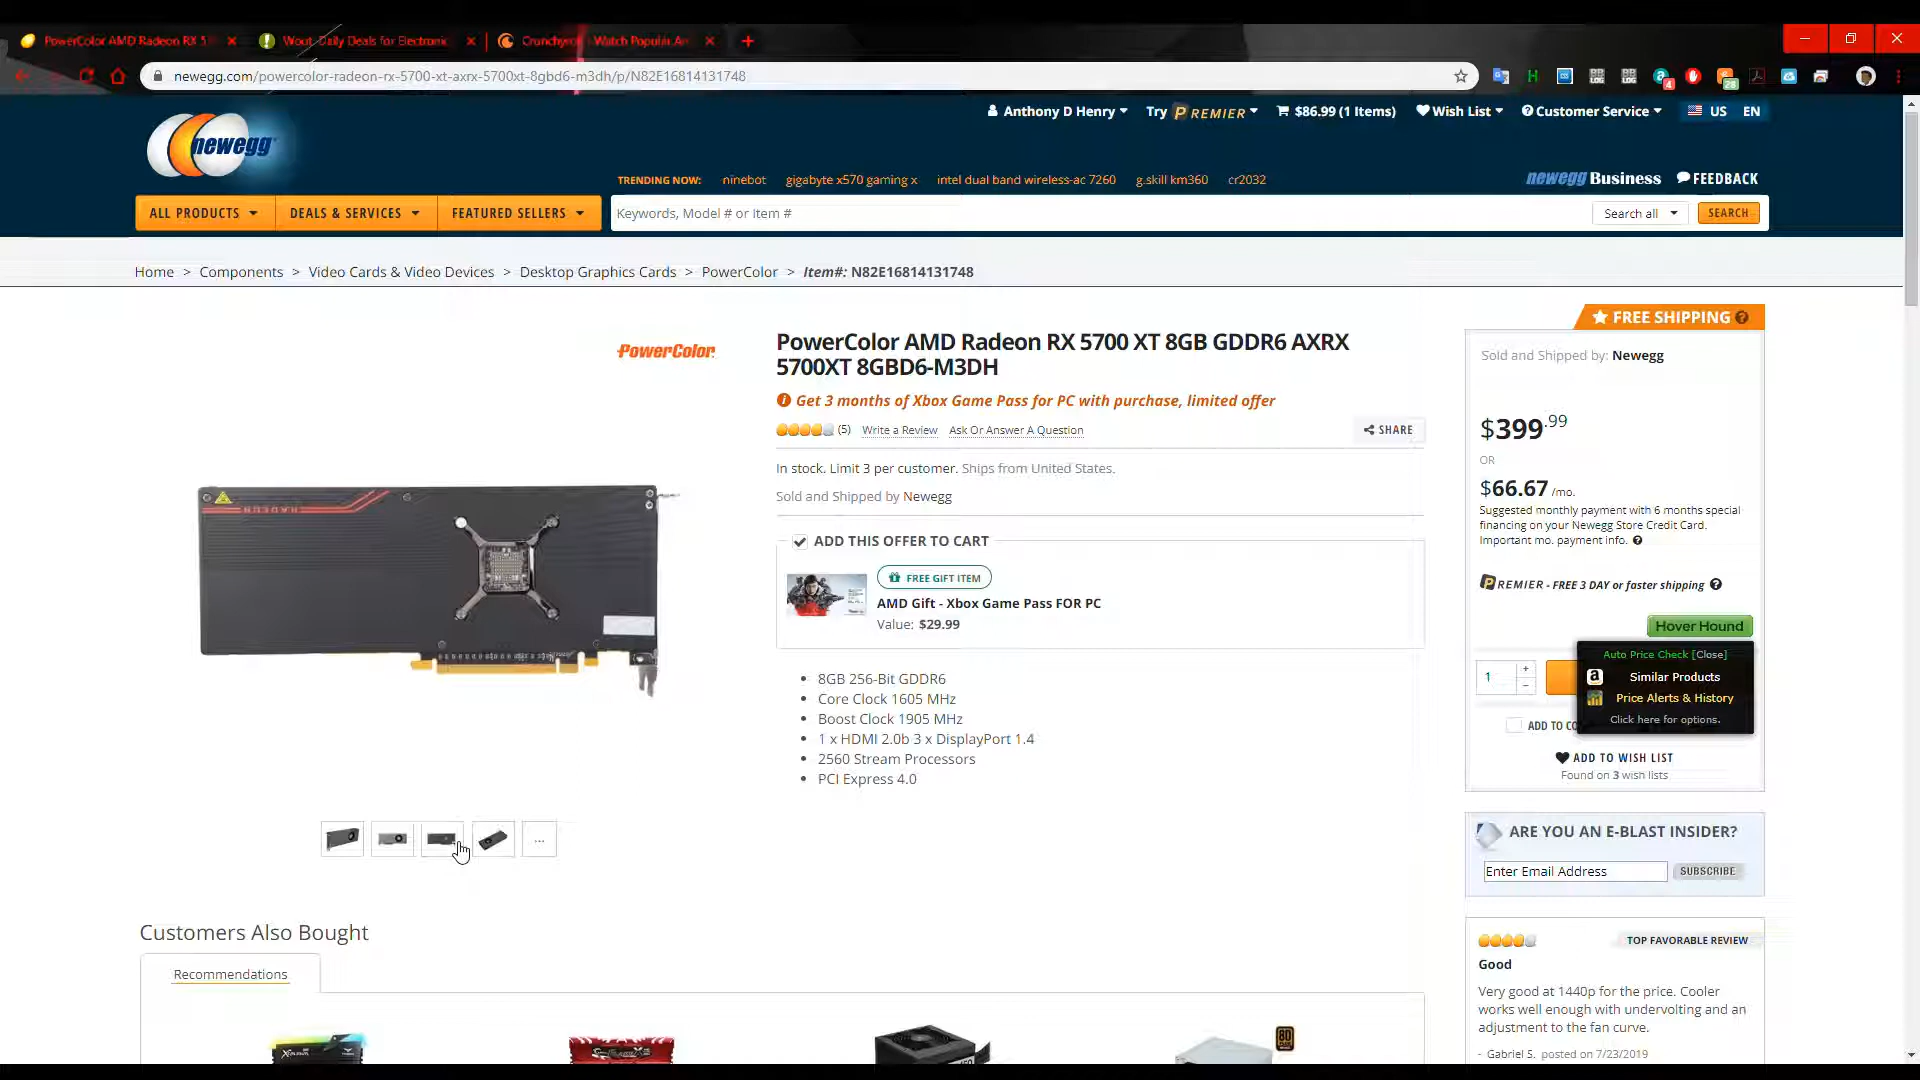 PowerColor AMD Radeon RX 5
Wout, Daily Deals for Electronic
Crunchyroll - Watch Popular An
newegg.com/powercolor-radeon-rx-5700-xt-axrx-5700xt-8gbd6-m3dh/p/N82E16814131748
4
28
Anthony D Henry
Try PREMIER
$86.99 (1 Items)
Wish List
Customer Service
US
EN
newegg
TRENDING NOW:
ninebot
gigabyte x570 gaming x
intel dual band wireless-ac 7260
g.skill km360
cr2032
newegg Business
FEEDBACK
ALL PRODUCTS
DEALS & SERVICES
FEATURED SELLERS
Keywords, Model # or Item #
Search all
SEARCH
Home > Components > Video Cards & Video Devices > Desktop Graphics Cards > PowerColor > Item#: N82E16814131748
PowerColor
RADEON
...
PowerColor AMD Radeon RX 5700 XT 8GB GDDR6 AXRX
5700XT 8GBD6-M3DH
Get 3 months of Xbox Game Pass for PC with purchase, limited offer
(5)
Write a Review
Ask Or Answer A Question
SHARE
In stock. Limit 3 per customer. Ships from United States.
Sold and Shipped by Newegg
ADD THIS OFFER TO CART
FREE GIFT ITEM
AMD Gift - Xbox Game Pass FOR PC
Value: $29.99
8GB 256-Bit GDDR6
Core Clock 1605 MHz
Boost Clock 1905 MHz
1 x HDMI 2.0b 3 x DisplayPort 1.4
2560 Stream Processors
PCI Express 4.0
FREE SHIPPING
Sold and Shipped by: Newegg
$399.99
OR
$66.67 /mo.
Suggested monthly payment with 6 months special
financing on your Newegg Store Credit Card.
Important mo. payment info.
PREMIER - FREE 3 DAY or faster shipping
Hover Hound
Auto Price Check [Close]
Similar Products
Price Alerts & History
Click here for options.
1
ADD TO CO
ADD TO WISH LIST
Found on 3 wish lists
ARE YOU AN E-BLAST INSIDER?
Enter Email Address
SUBSCRIBE
TOP FAVORABLE REVIEW
Good
Very good at 1440p for the price. Cooler
works well enough with undervolting and an
adjustment to the fan curve.
- Gabriel S. posted on 7/23/2019
Customers Also Bought
Recommendations
80